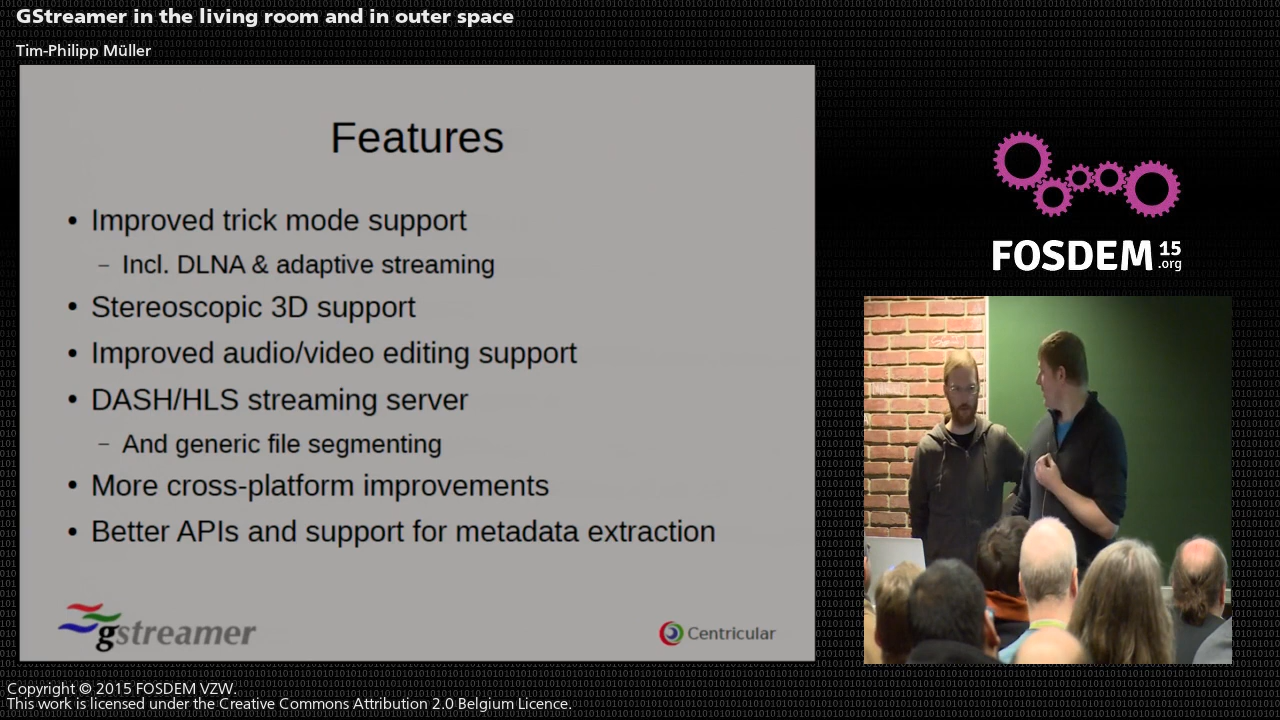 GStreamer in the living room and in outer space
Tim-Philipp Müller
Features
• Improved trick mode support
– Incl. DLNA & adaptive streaming
• Stereoscopic 3D support
• Improved audio/video editing support
• DASH/HLS streaming server
– And generic file segmenting
• More cross-platform improvements
• Better APIs and support for metadata extraction
gstreamer
Centricular
FOSDEM 15
.org
Copyright © 2015 FOSDEM VZW.
This work is licensed under the Creative Commons Attribution 2.0 Belgium Licence.